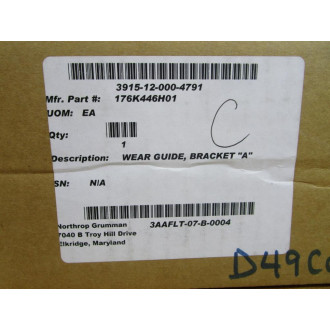 3915-12-000-4791
Mfr. Part #: 176K446H01
UOM: EA
Qty: 1
Description: WEAR GUIDE, BRACKET "A"
SN: N/A
Northrop Grumman
7040 B Troy Hill Drive
Elkridge, Maryland
3AAFLT-07-B-0004
C